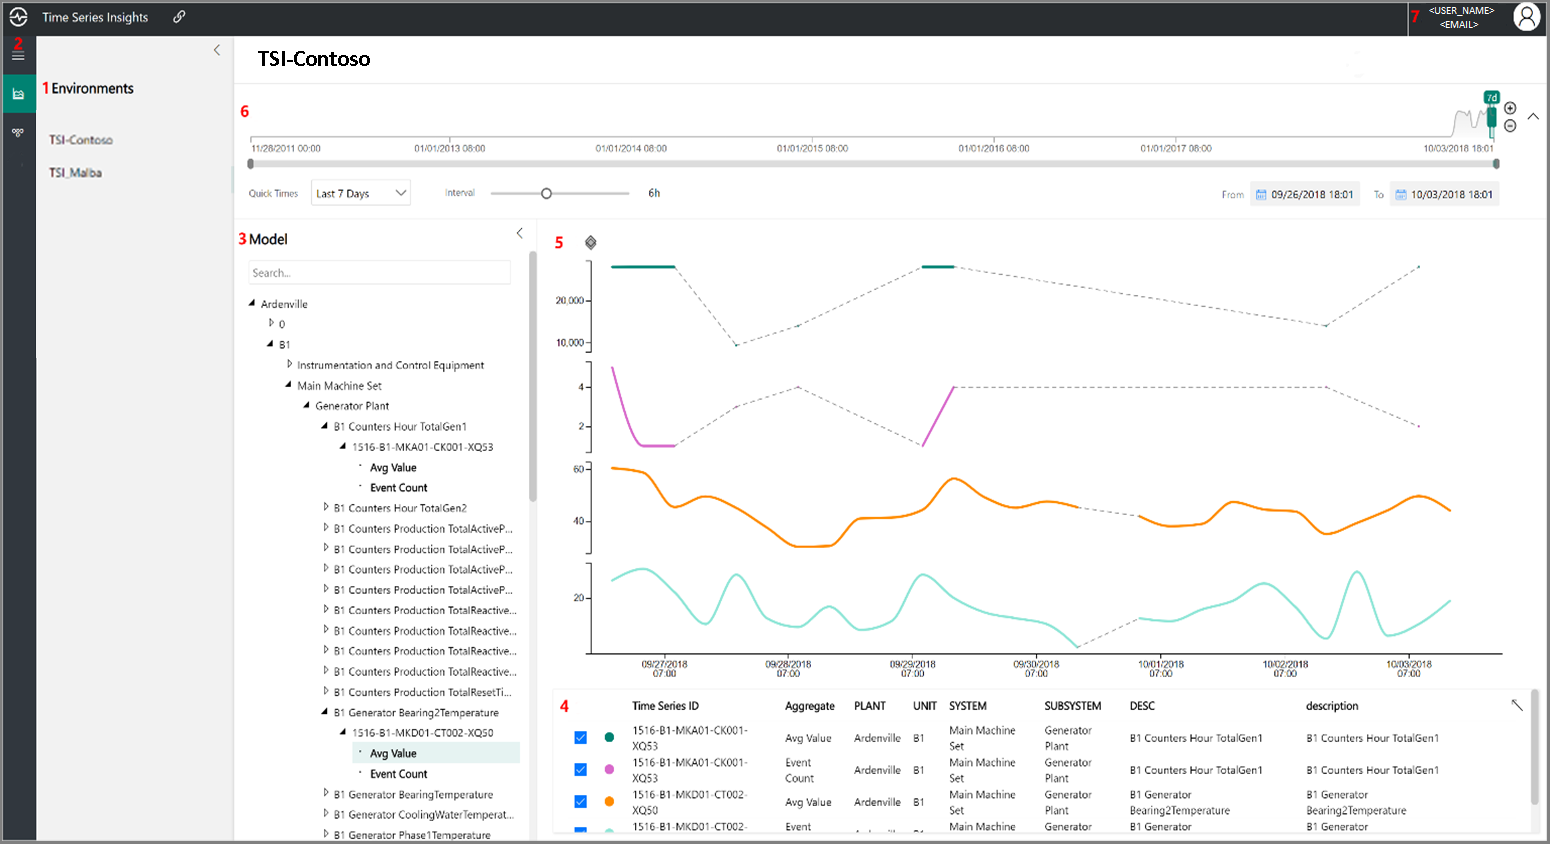 Time Series Insights
7 <USER_NAME>
<EMAIL>
2
1 Environments
TSI-Contoso
TSI_Malba
TSI-Contoso
6
7d
11/28/2011 00:00 01/01/2013 08:00 01/01/2014 08:00 01/01/2015 08:00 01/01/2016 08:00 01/01/2017 08:00 10/03/2018 18:01
Quick Times Last 7 Days Interval 6h From 09/26/2018 18:01 To 10/03/2018 18:01
3 Model
Search...
Ardenville
0
B1
Instrumentation and Control Equipment
Main Machine Set
Generator Plant
B1 Counters Hour TotalGen1
1516-B1-MKA01-CK001-XQ53
Avg Value
Event Count
B1 Counters Hour TotalGen2
B1 Counters Production TotalActiveP...
B1 Counters Production TotalActiveP...
B1 Counters Production TotalActiveP...
B1 Counters Production TotalActiveP...
B1 Counters Production TotalReactive...
B1 Counters Production TotalReactive...
B1 Counters Production TotalReactive...
B1 Counters Production TotalReactive...
B1 Counters Production TotalResetTi...
B1 Generator Bearing2Temperature
1516-B1-MKD01-CT002-XQ50
Avg Value
Event Count
B1 Generator BearingTemperature
B1 Generator CoolingWaterTemperat...
B1 Generator Phase1Temperature
5
20,000
10,000
4
2
60
40
20
09/27/2018 09/28/2018 09/29/2018 09/30/2018 10/01/2018 10/02/2018 10/03/2018
07:00 07:00 07:00 07:00 07:00 07:00 07:00
4 Time Series ID Aggregate PLANT UNIT SYSTEM SUBSYSTEM DESC description
1516-B1-MKA01-CK001- Main Machine Generator
Avg Value Ardenville B1 B1 Counters Hour TotalGen1 B1 Counters Hour TotalGen1
XQ53 Set Plant
1516-B1-MKA01-CK001- Event Main Machine Generator
Ardenville B1 B1 Counters Hour TotalGen1 B1 Counters Hour TotalGen1
XQ53 Count Set Plant
1516-B1-MKD01-CT002- Main Machine Generator B1 Generator B1 Generator
Avg Value Ardenville B1
XQ50 Set Plant Bearing2Temperature Bearing2Temperature
1516-B1-MKD01-CT002- Event Main Machine Generator B1 Generator B1 Generator